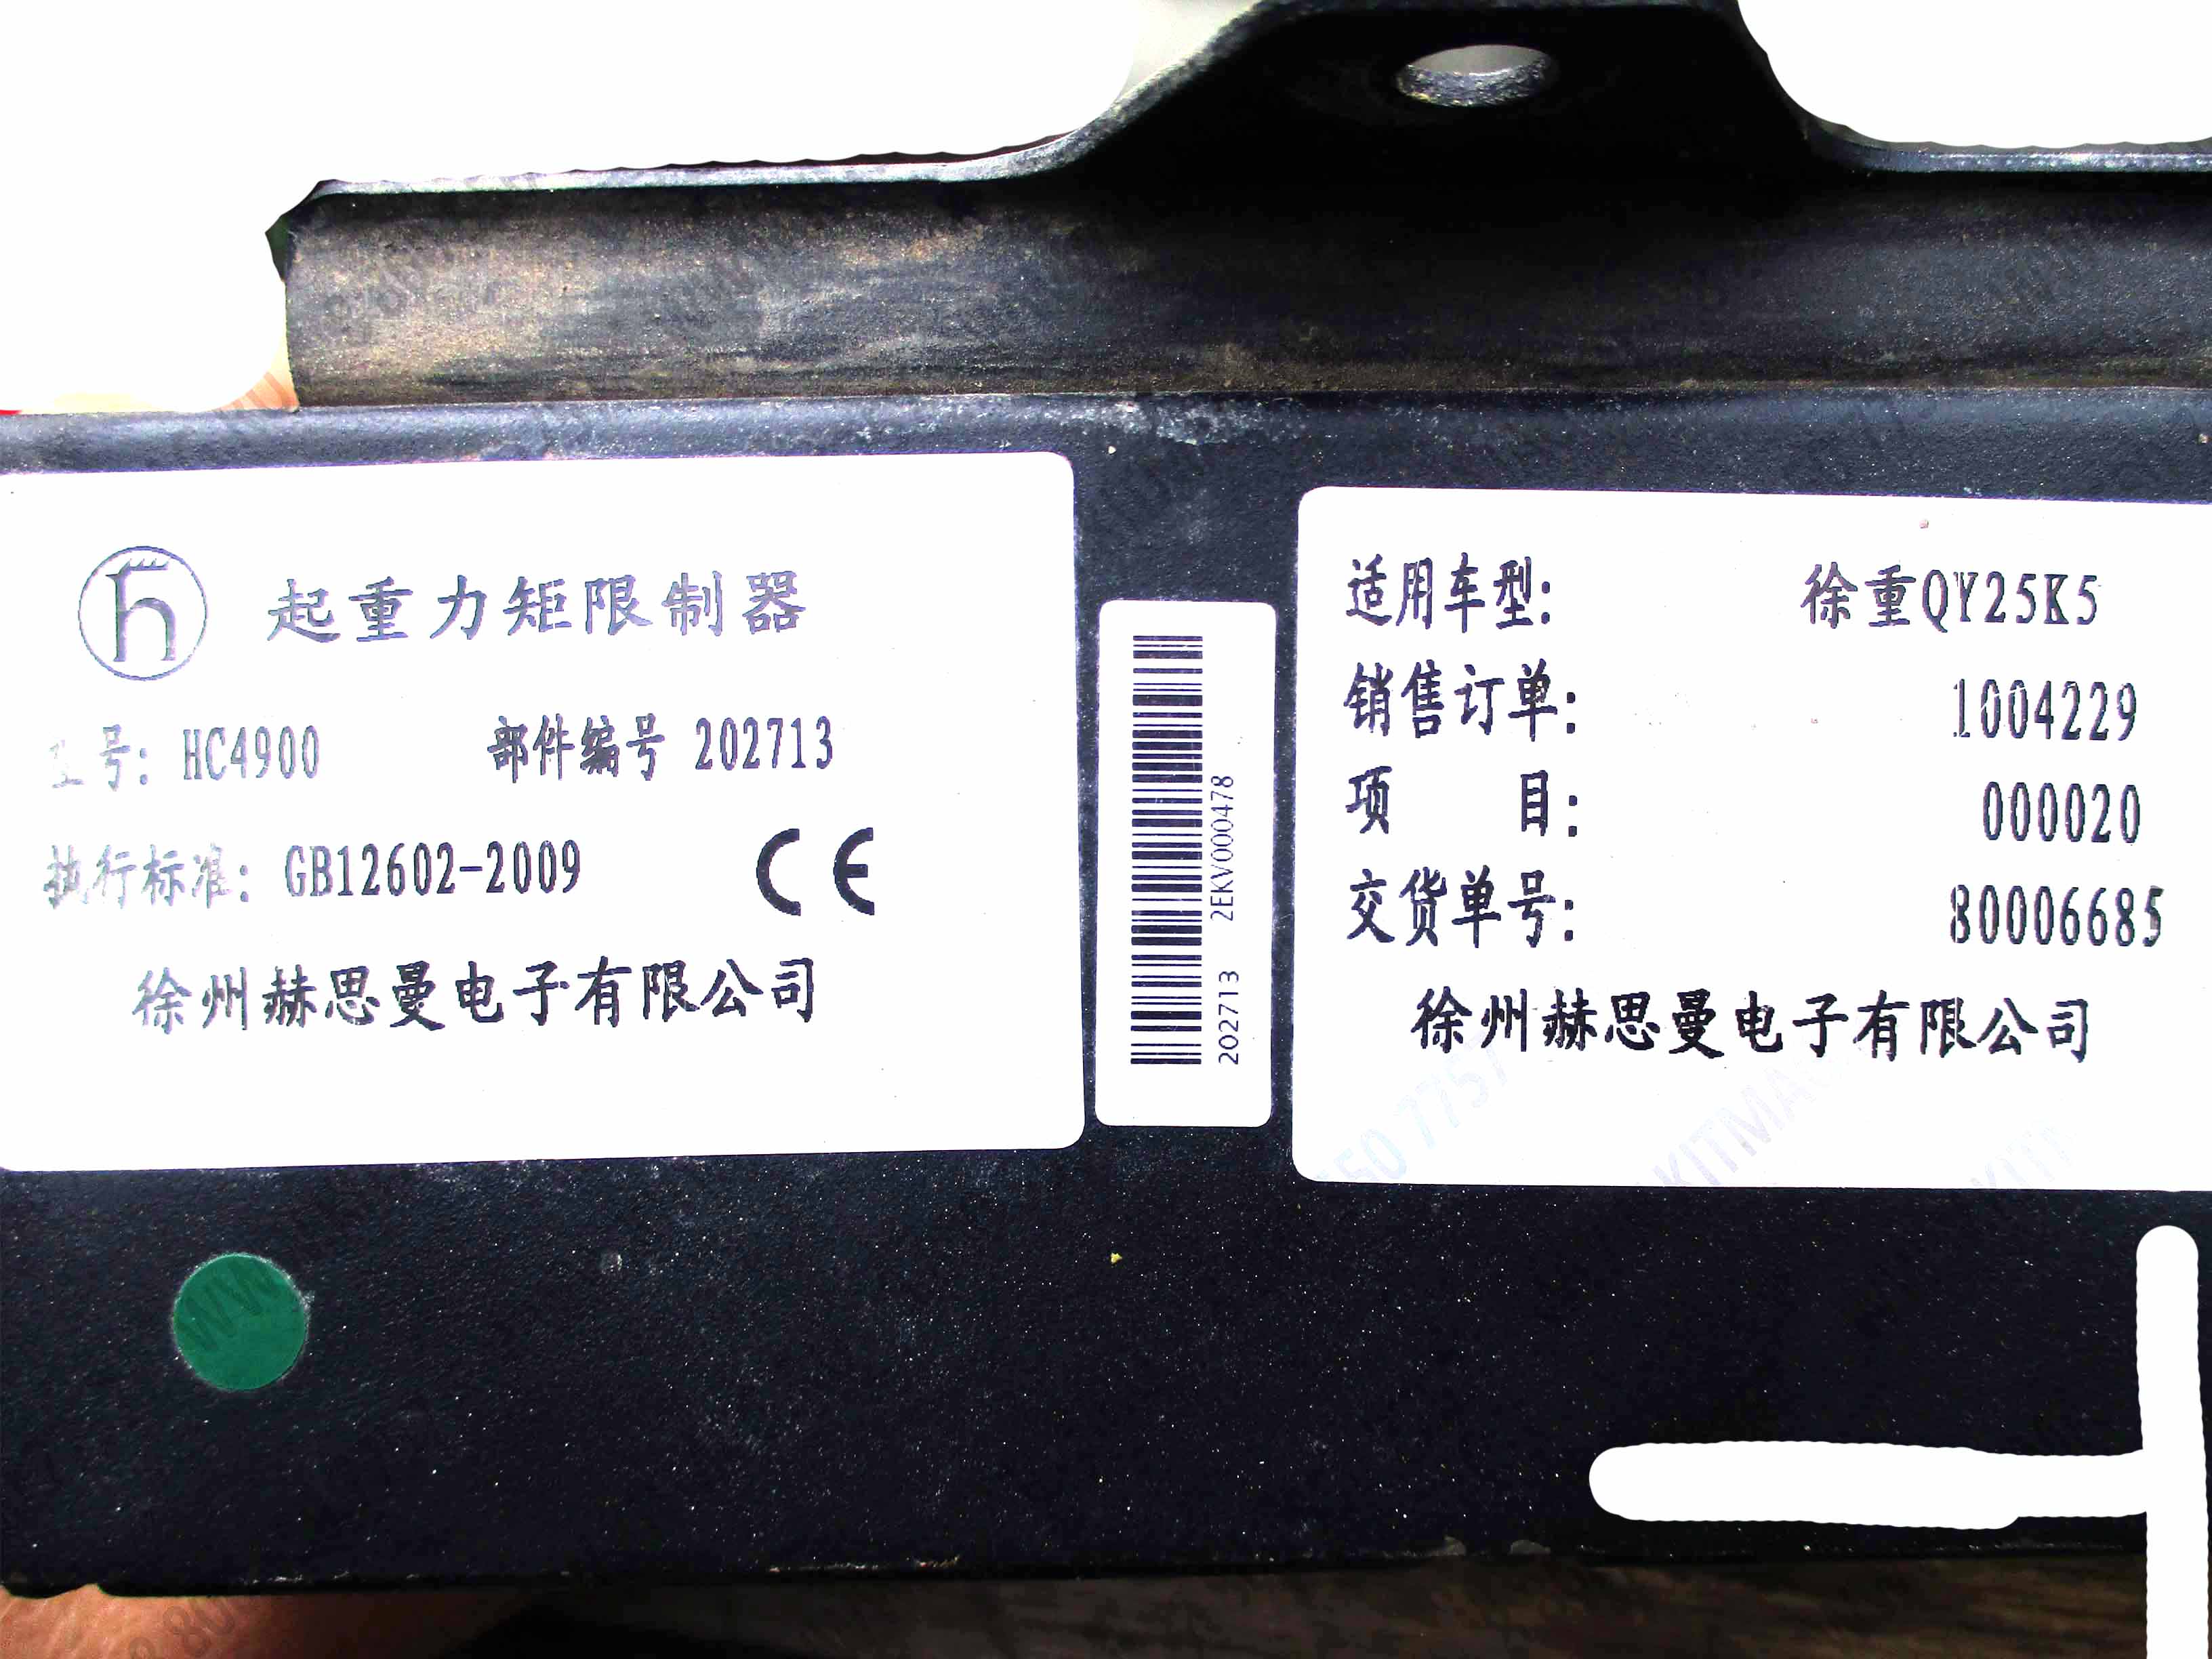 起重力矩限制器
型号: HC4900 部件编号 202713
执行标准: GB12602-2009 CE
徐州赫思曼电子有限公司
202713 2EKV000478
适用车型: 徐重QY25K5
销售订单: 1004229
项 目: 000020
交货单号: 80006685
徐州赫思曼电子有限公司